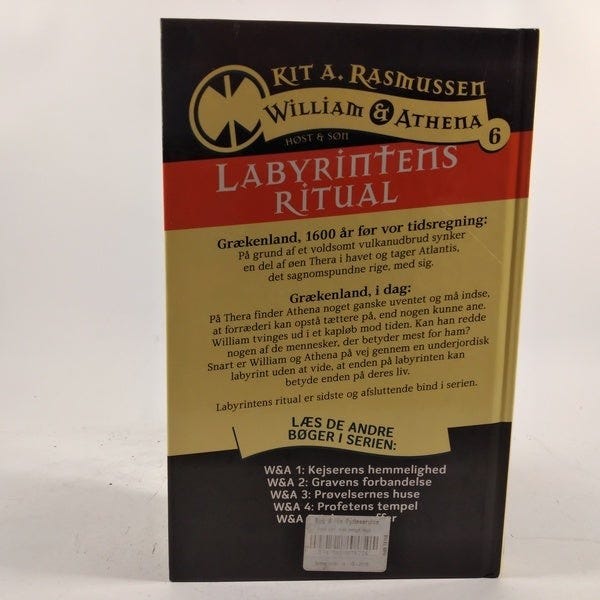 KIT A. RASMUSSEN
WILLIAM & ATHENA
6
HØST & SØN
LABYRINTENS
RITUAL
Grækenland, 1600 år før vor tidsregning:
På grund af et voldsomt vulkanudbrud synker
en del af øen Thera i havet og tager Atlantis,
det sagnomspundne rige, med sig.
Grækenland, i dag:
På Thera finder Athena noget ganske uventet og må indse,
at forræderi kan opstå tættere på, end nogen kunne ane.
William tvinges ud i et kapløb mod tiden. Kan han redde
nogen af de mennesker, der betyder mest for ham?
Snart er William og Athena på vej gennem en underjordisk
labyrint uden at vide, at enden på labyrinten kan
betyde enden på deres liv.
Labyrintens ritual er sidste og afsluttende bind i serien.
LÆS DE ANDRE
BØGER I SERIEN:
W&A 1: Kejserens hemmelighed
W&A 2: Gravens forbandelse
W&A 3: Prøvelsernes huse
W&A 4: Profetens tempel
W&A